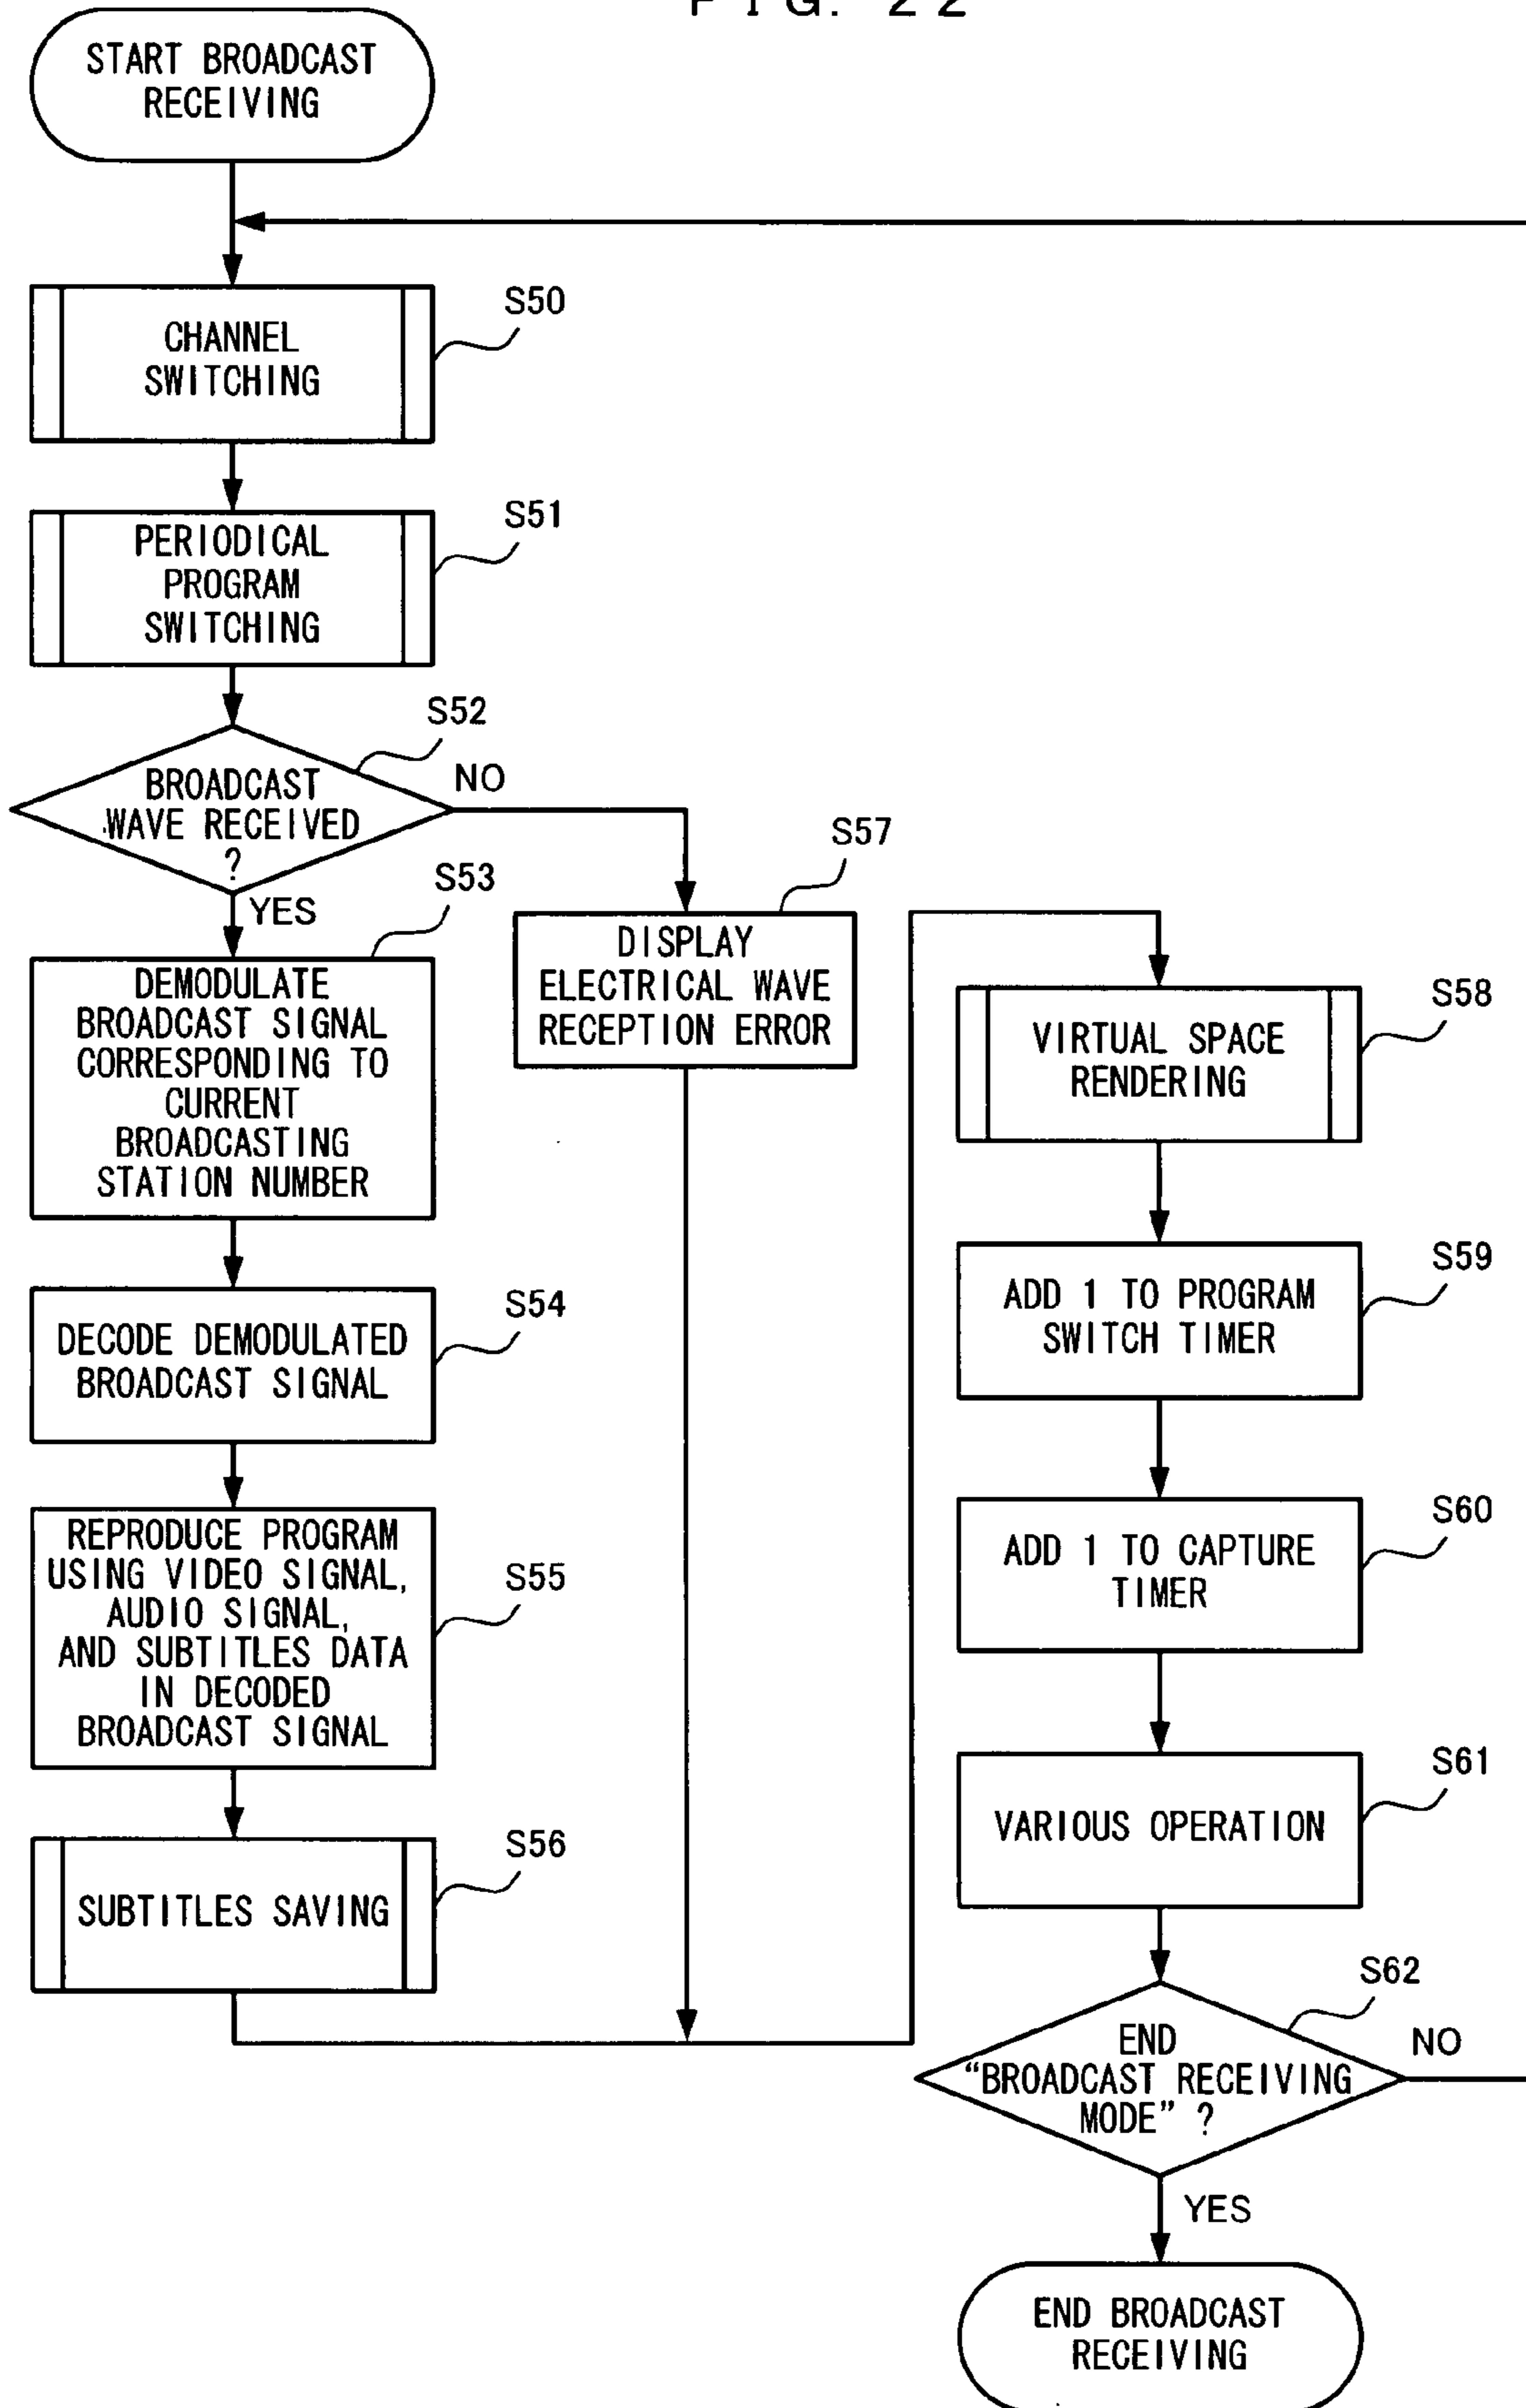 FIG. 22
START BROADCAST
RECEIVING
CHANNEL
SWITCHING
S50
PERIODICAL
PROGRAM
SWITCHING
S51
BROADCAST
WAVE RECEIVED
?
S52
NO
YES
S53
DEMODULATE
BROADCAST SIGNAL
CORRESPONDING TO
CURRENT
BROADCASTING
STATION NUMBER
DECODE DEMODULATED
BROADCAST SIGNAL
S54
REPRODUCE PROGRAM
USING VIDEO SIGNAL,
AUDIO SIGNAL,
AND SUBTITLES DATA
IN DECODED
BROADCAST SIGNAL
S55
SUBTITLES SAVING
S56
S57
DISPLAY
ELECTRICAL WAVE
RECEPTION ERROR
VIRTUAL SPACE
RENDERING
S58
ADD 1 TO PROGRAM
SWITCH TIMER
S59
ADD 1 TO CAPTURE
TIMER
S60
VARIOUS OPERATION
S61
END
“BROADCAST RECEIVING
MODE” ?
S62
NO
YES
END BROADCAST
RECEIVING